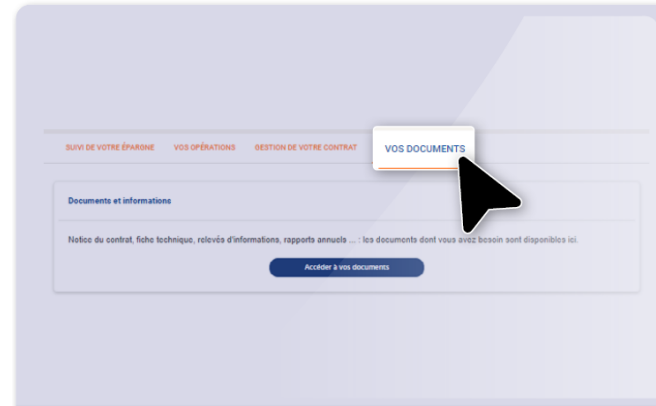 SUIVI DE VOTRE ÉPARGNE VOS OPÉRATIONS GESTION DE VOTRE CONTRAT VOS DOCUMENTS
Documents et informations
Notice du contrat, fiche technique, relevés d'informations, rapports annuels ... : les documents dont vous avez besoin sont disponibles ici.
Accéder à vos documents